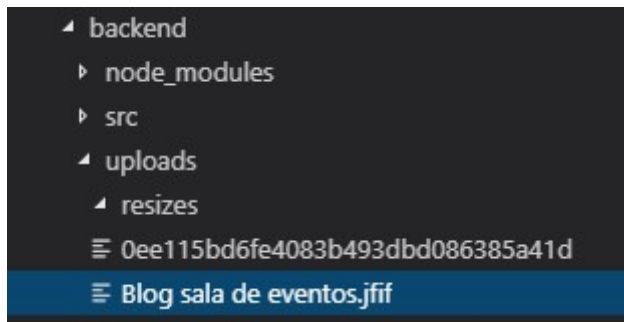 backend
node_modules
src
uploads
resizes
0ee115bd6fe4083b493dbd086385a41d
Blog sala de eventos.jfif